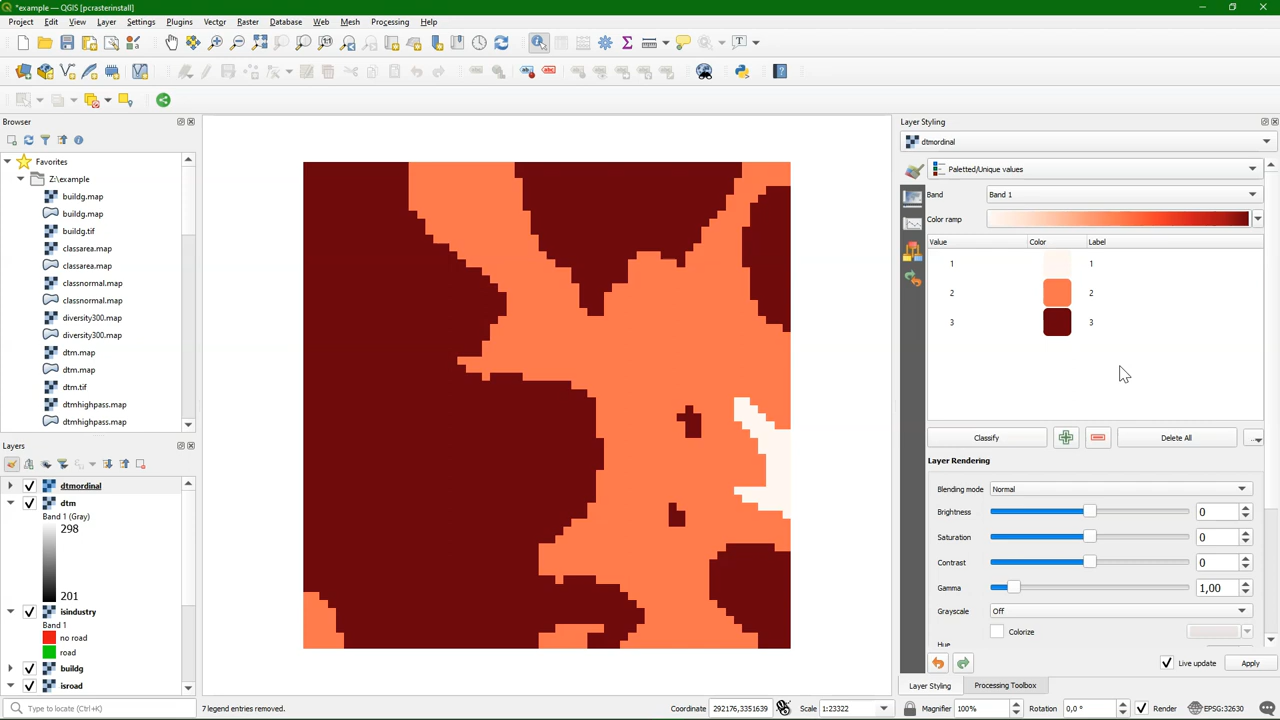 *example — QGIS [pcrasterinstall]
Project Edit View Layer Settings Plugins Vector Raster Database Web Mesh Processing Help
Browser
Favorites
Z:\example
buildg.map
buildg.map
buildg.tif
classarea.map
classarea.map
classnormal.map
classnormal.map
diversity300.map
diversity300.map
dtm.map
dtm.map
dtm.tif
dtmhighpass.map
dtmhighpass.map
Layers
dtmordinal
dtm
Band 1 (Gray)
298
201
isindustry
Band 1
no road
road
buildg
isroad
Layer Styling
dtmordinal
Paletted/Unique values
Band Band 1
Color ramp
Value Color Label
1 1
2 2
3 3
Classify Delete All ...
Layer Rendering
Blending mode Normal
Brightness 0
Saturation 0
Contrast 0
Gamma 1,00
Grayscale Off
Colorize
Hue
Live update Apply
Layer Styling Processing Toolbox
Type to locate (Ctrl+K) 7 legend entries removed. Coordinate 292176,3351639 Scale 1:23322 Magnifier 100% Rotation 0,0 ° Render EPSG:32630